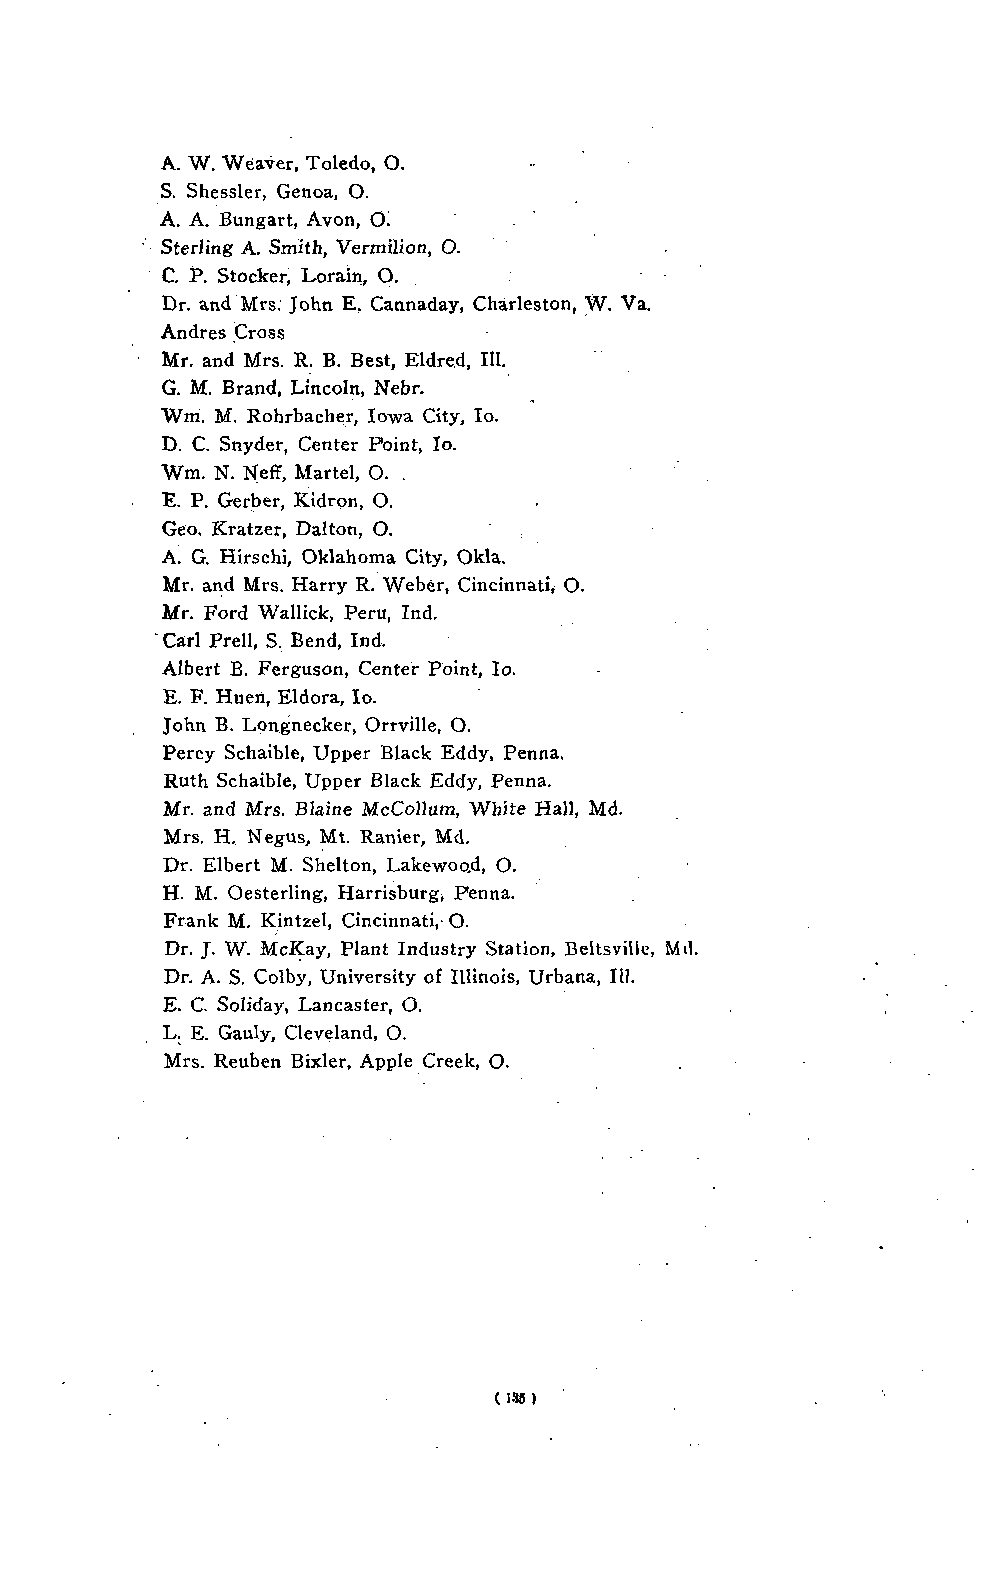 A. W. Weaver, Toledo, O.
S. Shessler, Genoa, O.
A. A. Bungart, Avon, O.
Sterling A. Smith, Vermilion, O.
C. P. Stocker, Lorain, O.
Dr. and Mrs. John E. Cannaday, Charleston, W. Va.
Andres Cross
Mr. and Mrs. R. B. Best, Eldred, Ill.
G. M. Brand, Lincoln, Nebr.
Wm. M. Rohrbacher, Iowa City, Io.
D. C. Snyder, Center Point, Io.
Wm. N. Neff, Martel, O.
E. P. Gerber, Kidron, O.
Geo. Kratzer, Dalton, O.
A. G. Hirschi, Oklahoma City, Okla.
Mr. and Mrs. Harry R. Weber, Cincinnati, O.
Mr. Ford Wallick, Peru, Ind.
Carl Prell, S. Bend, Ind.
Albert B. Ferguson, Center Point, Io.
E. F. Huen, Eldora, Io.
John B. Longnecker, Orrville, O.
Percy Schaible, Upper Black Eddy, Penna.
Ruth Schaible, Upper Black Eddy, Penna.
Mr. and Mrs. Blaine McCollum, White Hall, Md.
Mrs. H. Negus, Mt. Ranier, Md.
Dr. Elbert M. Shelton, Lakewood, O.
H. M. Oesterling, Harrisburg, Penna.
Frank M. Kintzel, Cincinnati, O.
Dr. J. W. McKay, Plant Industry Station, Beltsville, Md.
Dr. A. S. Colby, University of Illinois, Urbana, Ill.
E. C. Soliday, Lancaster, O.
L. E. Gauly, Cleveland, O.
Mrs. Reuben Bixler, Apple Creek, O.